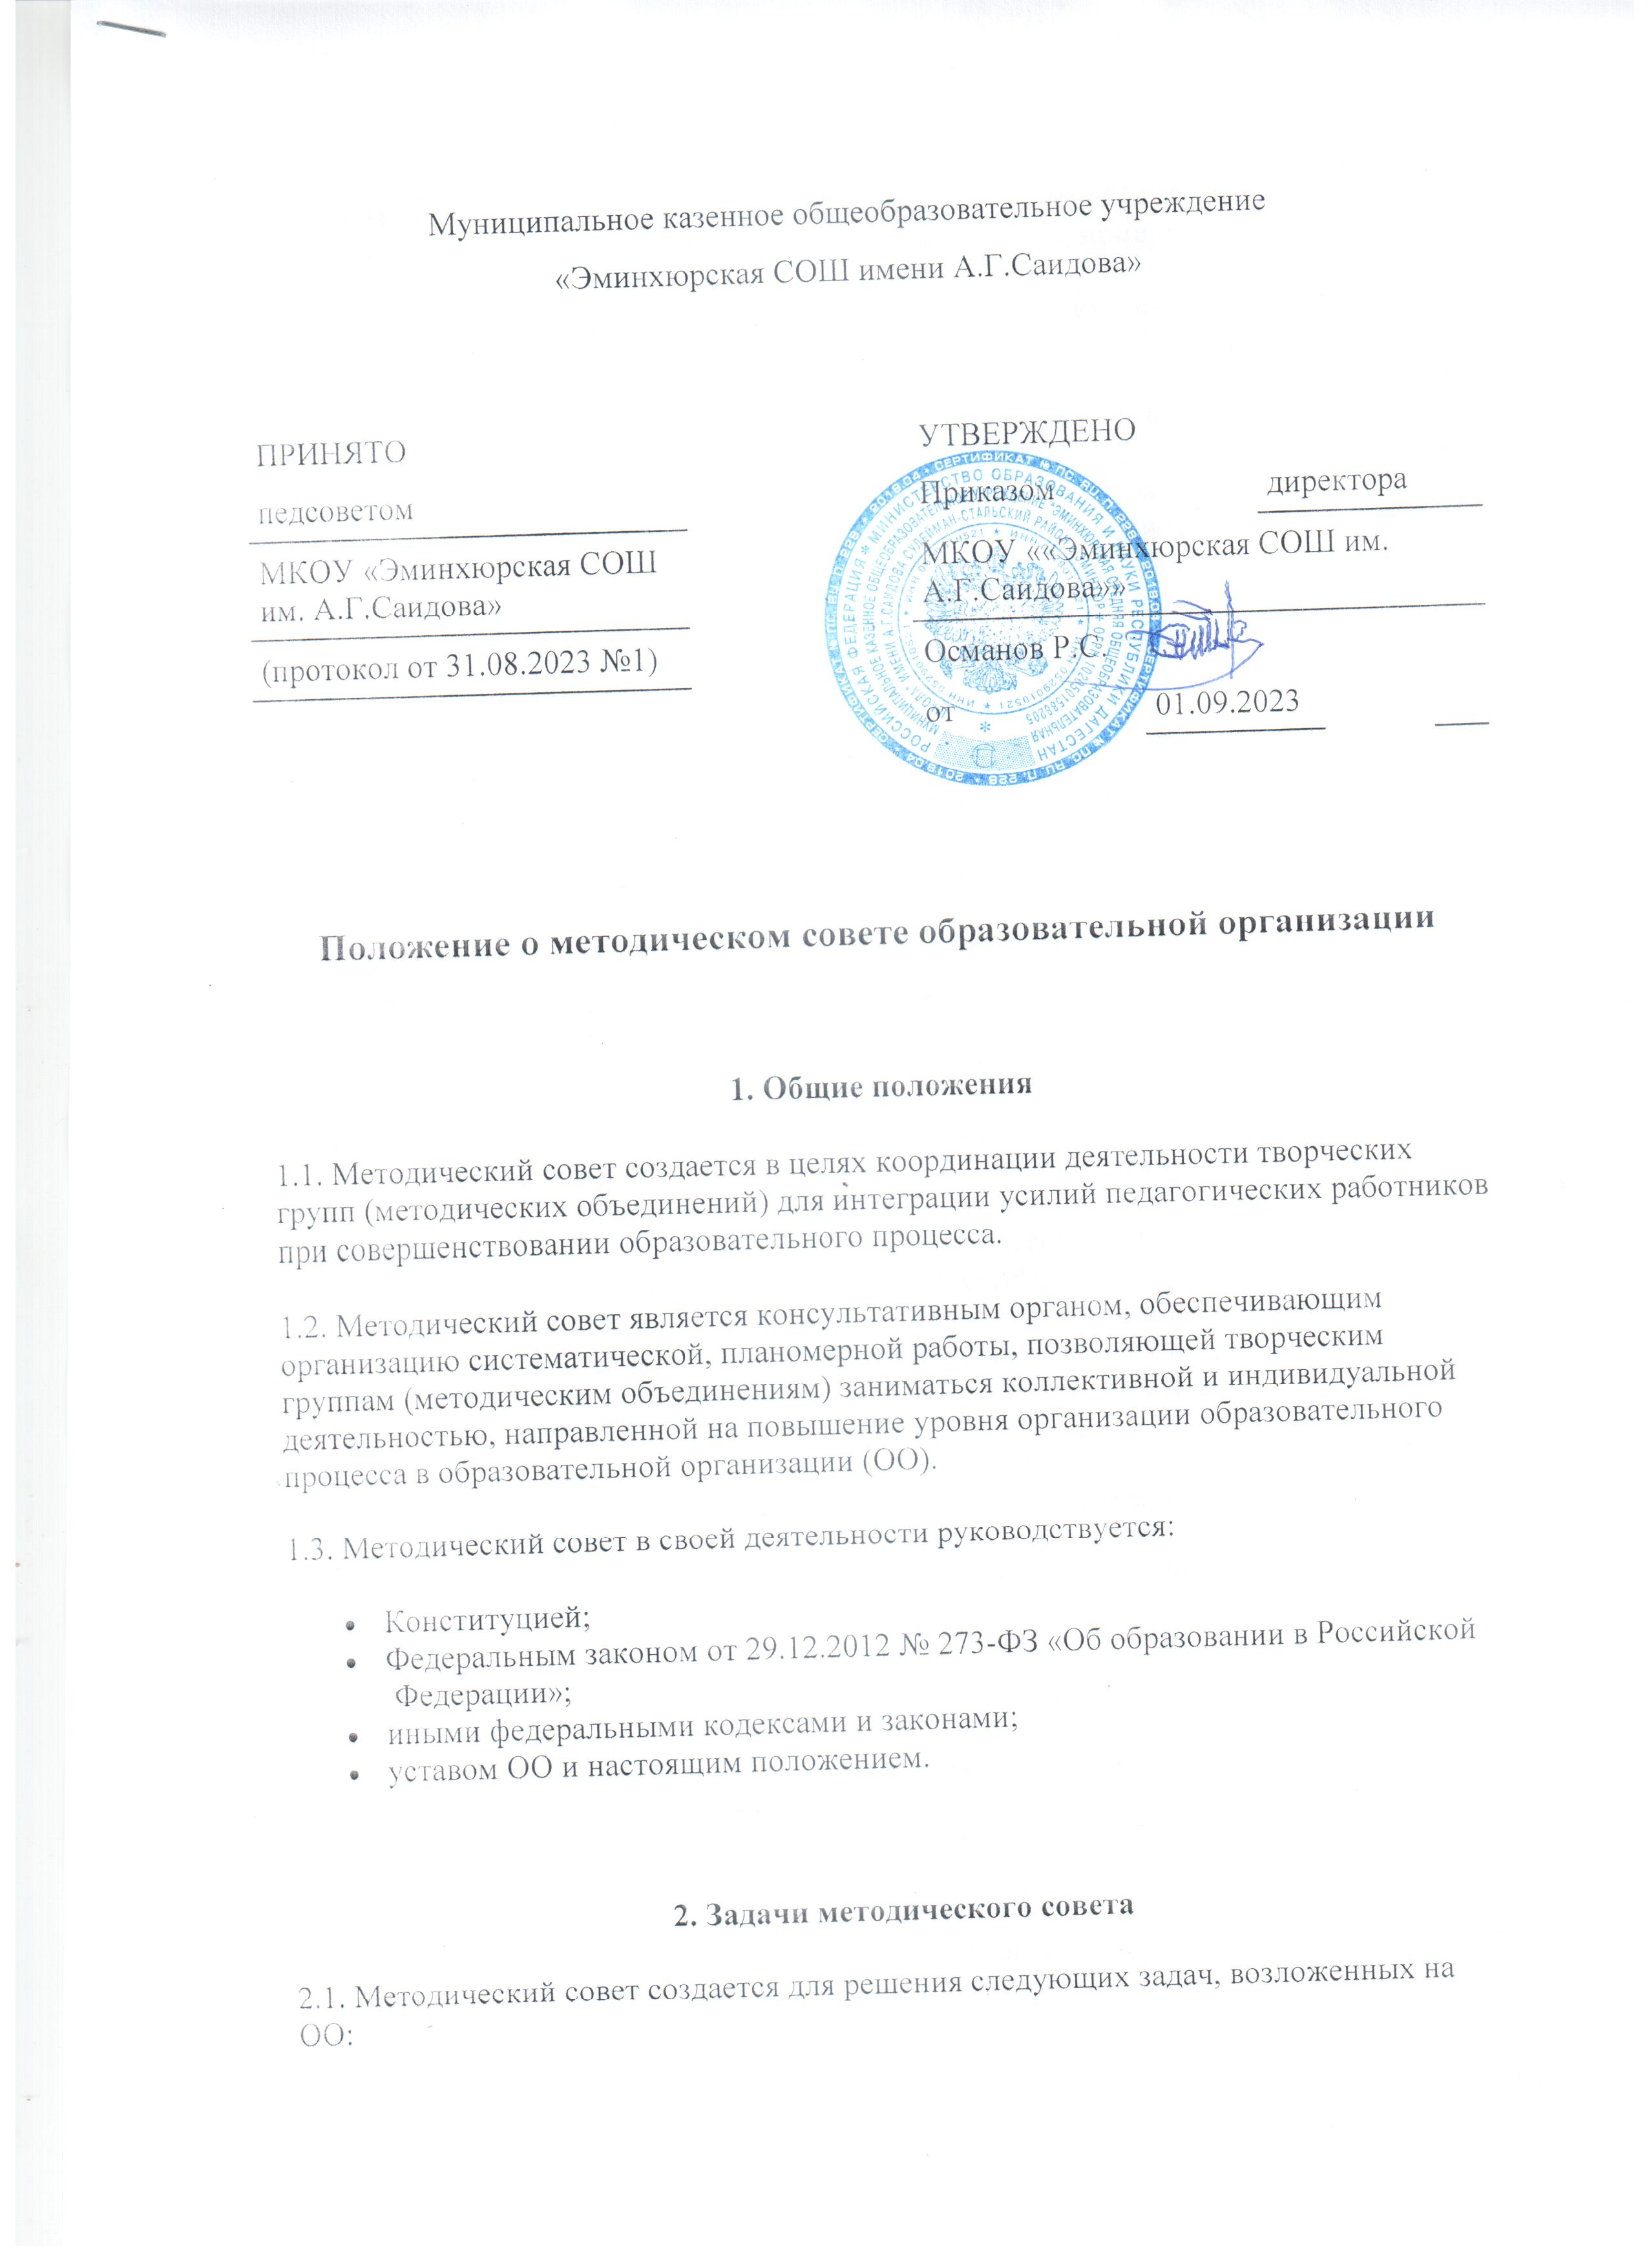 Муниципальное казенное общеобразовательное учреждение
«Эминхюрская СОШ имени А.Г.Саидова»
ПРИНЯТО
педсоветом
МКОУ «Эминхюрская СОШ
им. А.Г.Саидова»
(протокол от 31.08.2023 №1)
УТВЕРЖДЕНО
Приказом директора
МКОУ ««Эминхюрская СОШ им.
А.Г.Саидова»»
Османов Р.С.
от 01.09.2023
РОССИЙСКАЯ ФЕДЕРАЦИЯ * МИНИСТЕРСТВО ОБРАЗОВАНИЯ И НАУКИ РЕСПУБЛИКИ ДАГЕСТАН
Положение о методическом совете образовательной организации
1. Общие положения
1.1. Методический совет создается в целях координации деятельности творческих
групп (методических объединений) для интеграции усилий педагогических работников
при совершенствовании образовательного процесса.
1.2. Методический совет является консультативным органом, обеспечивающим
организацию систематической, планомерной работы, позволяющей творческим
группам (методическим объединениям) заниматься коллективной и индивидуальной
деятельностью, направленной на повышение уровня организации образовательного
процесса в образовательной организации (ОО).
1.3. Методический совет в своей деятельности руководствуется:
• Конституцией;
• Федеральным законом от 29.12.2012 № 273-ФЗ «Об образовании в Российской
Федерации»;
• иными федеральными кодексами и законами;
• уставом ОО и настоящим положением.
2. Задачи методического совета
2.1. Методический совет создается для решения следующих задач, возложенных на
ОО: